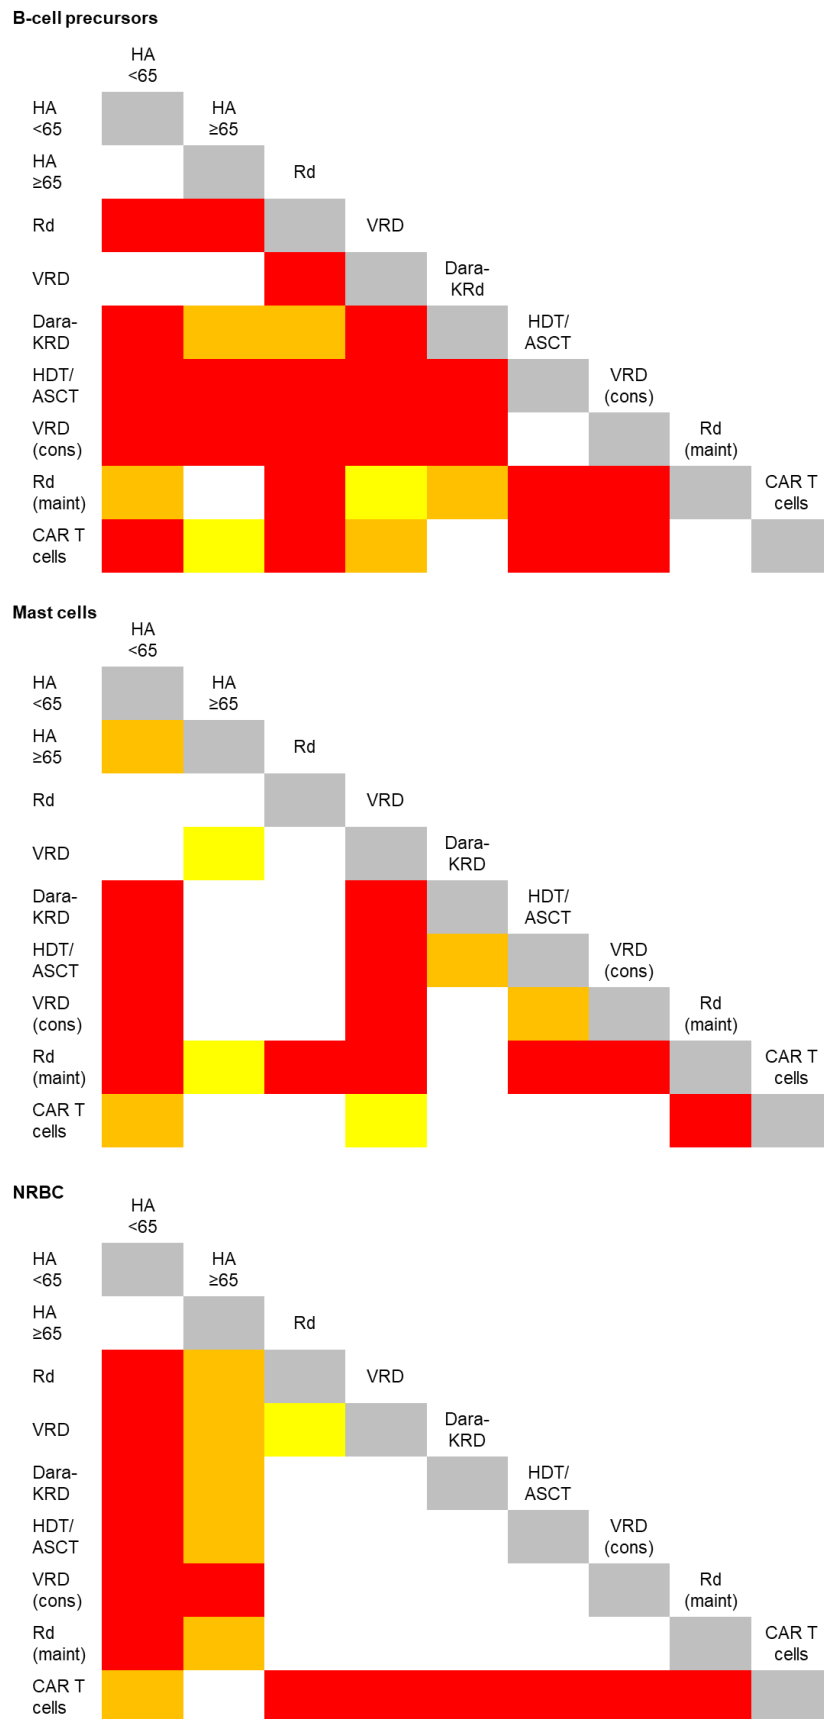 B-cell precursors
HA
<65
HA
<65
HA
≥65
HA
≥65
Rd
Rd
VRD
VRD
Dara-
KRd
Dara-
KRD
HDT/
ASCT
HDT/
ASCT
VRD
(cons)
VRD
(cons)
Rd
(maint)
Rd
(maint)
CAR T
cells
CAR T
cells
Mast cells
HA
<65
HA
<65
HA
≥65
HA
≥65
Rd
Rd
VRD
VRD
Dara-
KRD
Dara-
KRD
HDT/
ASCT
HDT/
ASCT
VRD
(cons)
VRD
(cons)
Rd
(maint)
Rd
(maint)
CAR T
cells
CAR T
cells
NRBC
HA
<65
HA
<65
HA
≥65
HA
≥65
Rd
Rd
VRD
VRD
Dara-
KRD
Dara-
KRD
HDT/
ASCT
HDT/
ASCT
VRD
(cons)
VRD
(cons)
Rd
(maint)
Rd
(maint)
CAR T
cells
CAR T
cells